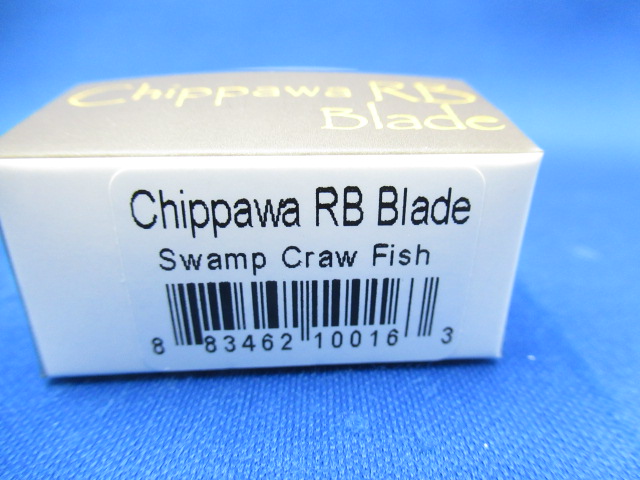 Chippawa RB
Blade
Chippawa RB Blade
Swamp Craw Fish
8 83462 10016 3